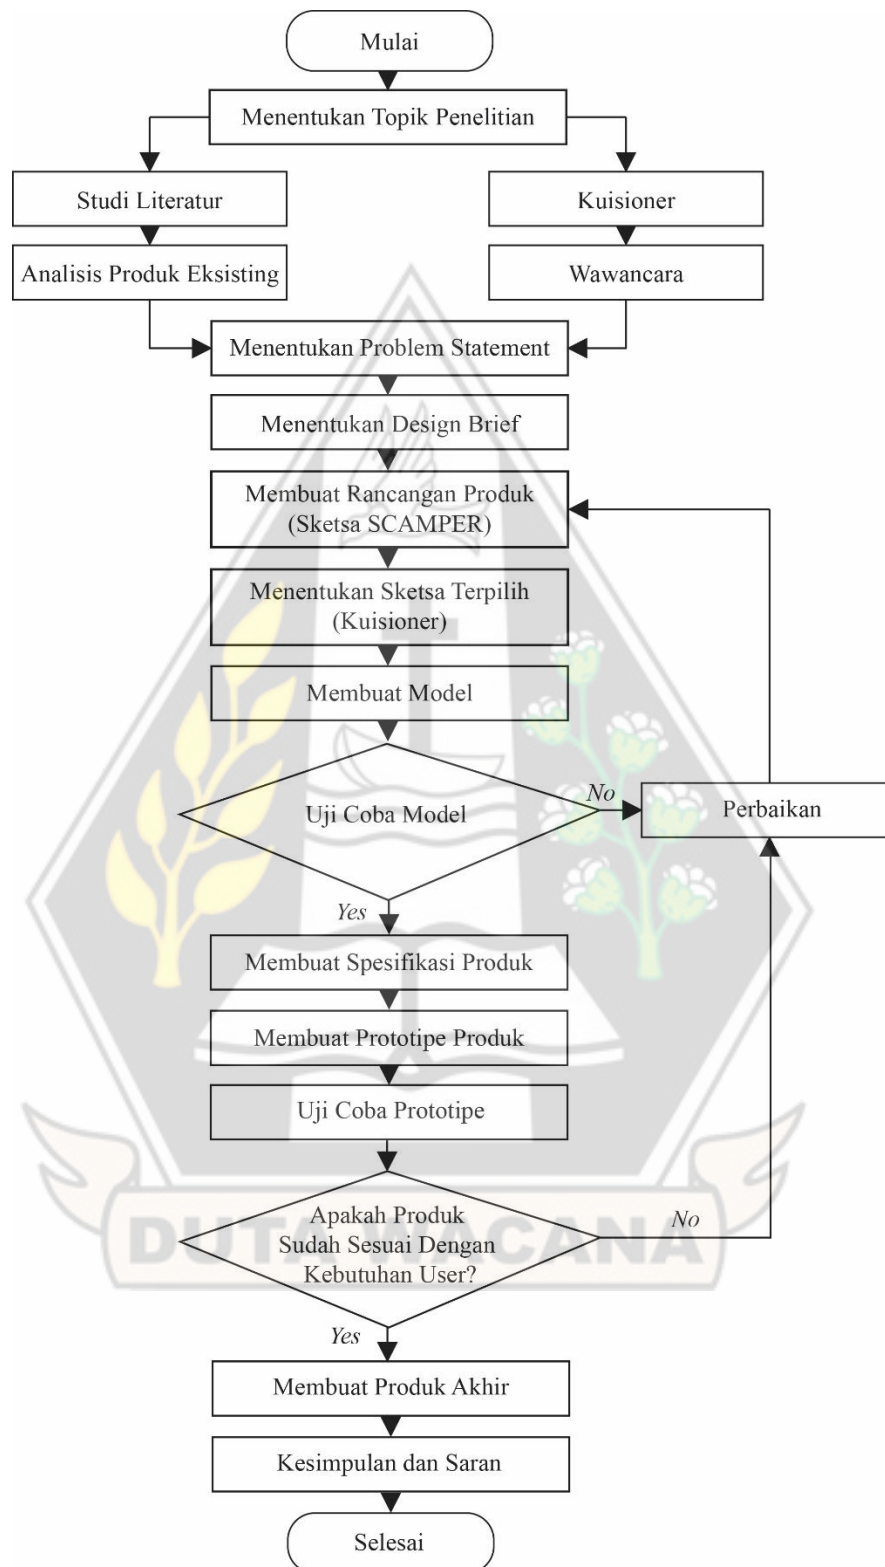 Mulai
Menentukan Topik Penelitian
Studi Literatur
Kuisioner
Analisis Produk Eksisting
Wawancara
Menentukan Problem Statement
Menentukan Design Brief
Membuat Rancangan Produk
(Sketsa SCAMPER)
Menentukan Sketsa Terpilih
(Kuisioner)
Membuat Model
Uji Coba Model
No
Perbaikan
Yes
Membuat Spesifikasi Produk
Membuat Prototipe Produk
Uji Coba Prototipe
Apakah Produk
Sudah Sesuai Dengan
Kebutuhan User?
No
DUTA WACANA
Yes
Membuat Produk Akhir
Kesimpulan dan Saran
Selesai